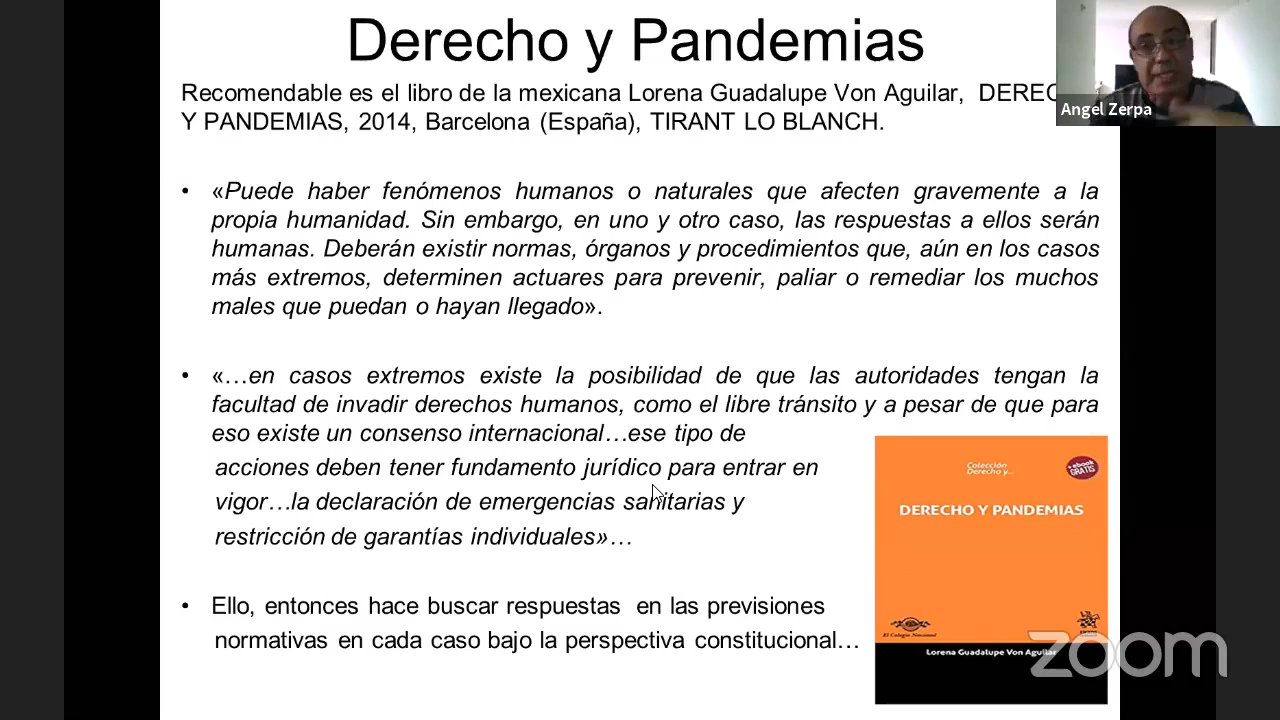 Derecho y Pandemias
Recomendable es el libro de la mexicana Lorena Guadalupe Von Aguilar, DEREC
Y PANDEMIAS, 2014, Barcelona (España), TIRANT LO BLANCH.
Angel Zerpa
• «Puede haber fenómenos humanos o naturales que afecten gravemente a la
propia humanidad. Sin embargo, en uno y otro caso, las respuestas a ellos serán
humanas. Deberán existir normas, órganos y procedimientos que, aún en los casos
más extremos, determinen actuares para prevenir, paliar o remediar los muchos
males que puedan o hayan llegado».
• «…en casos extremos existe la posibilidad de que las autoridades tengan la
facultad de invadir derechos humanos, como el libre tránsito y a pesar de que para
eso existe un consenso internacional…ese tipo de
acciones deben tener fundamento jurídico para entrar en
vigor…la declaración de emergencias sanitarias y
restricción de garantías individuales»…
• Ello, entonces hace buscar respuestas en las previsiones
normativas en cada caso bajo la perspectiva constitucional…
Colección
Derecho y...
+ebook
GRATIS
DERECHO Y PANDEMIAS
El Colegio Nacional
Lorena Guadalupe Von Aguilar
zoom